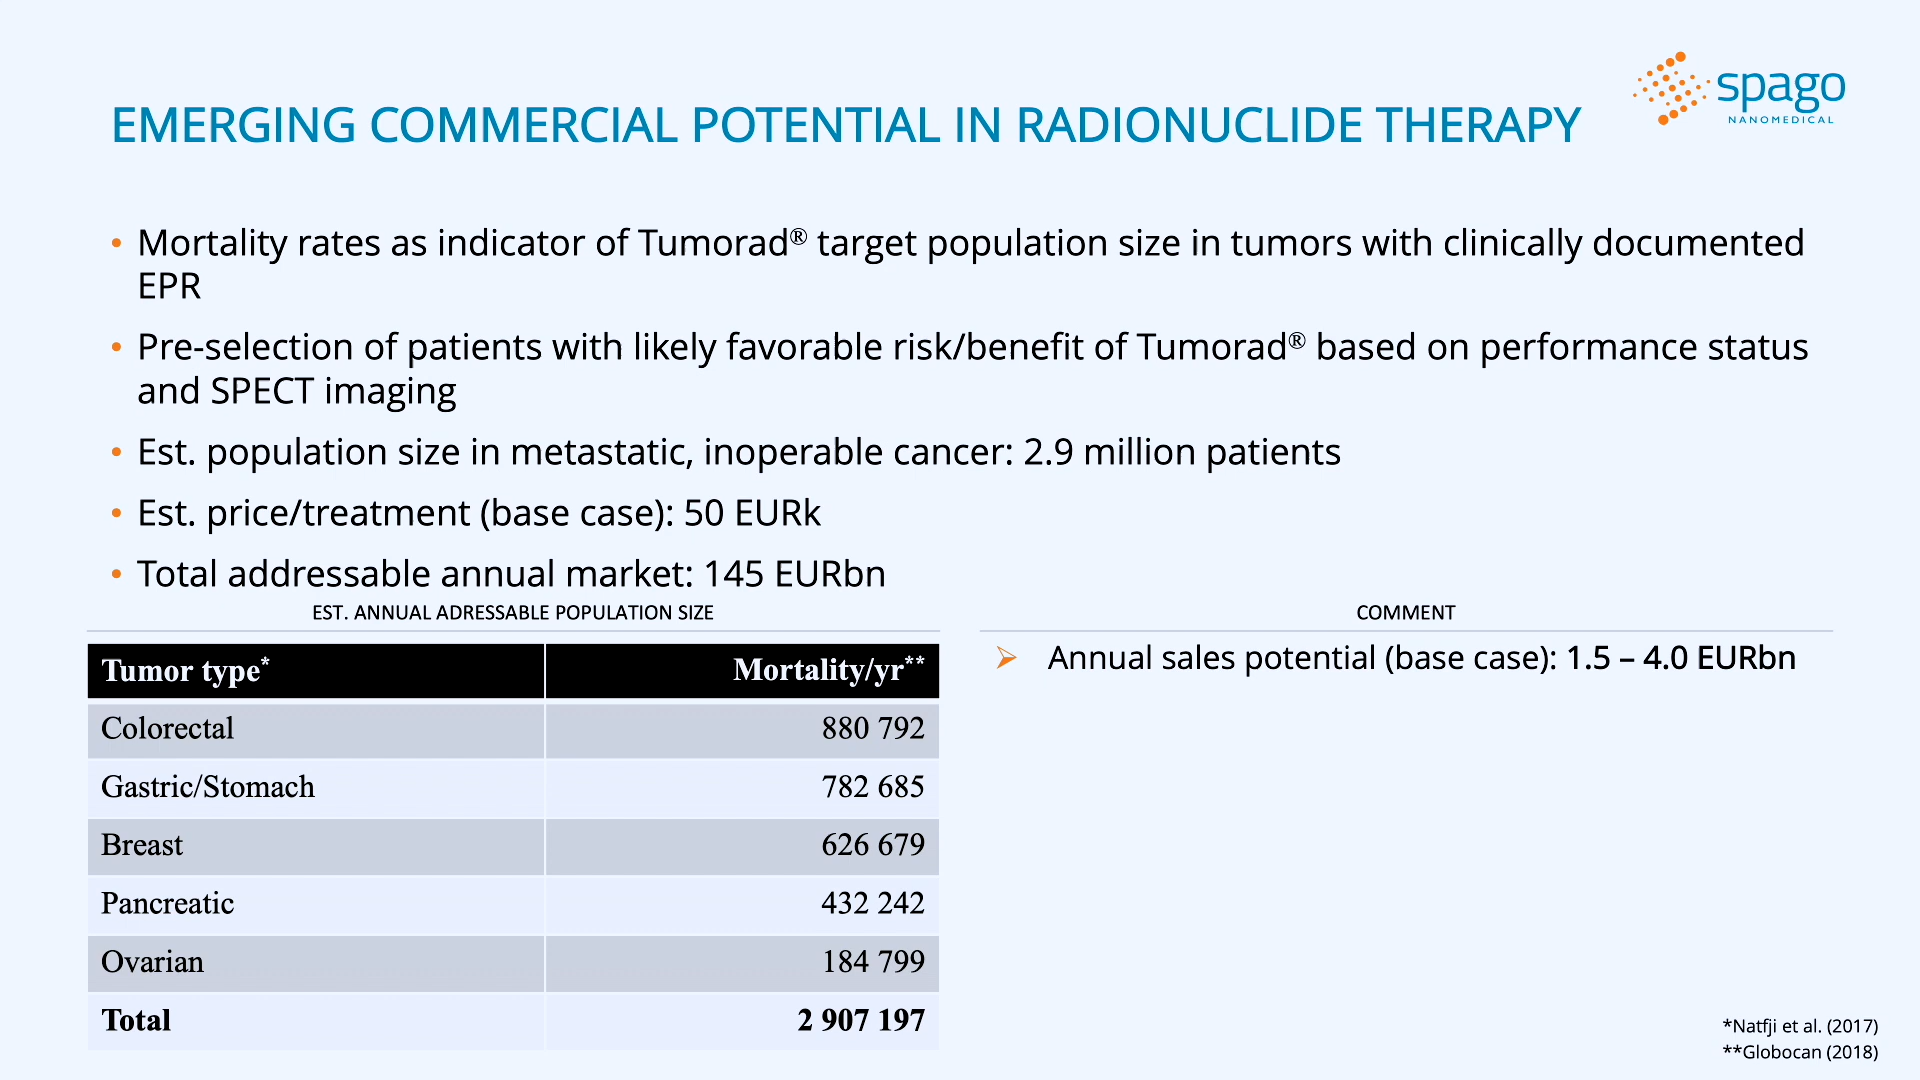 spago
NANOMEDICAL
EMERGING COMMERCIAL POTENTIAL IN RADIONUCLIDE THERAPY
• Mortality rates as indicator of Tumorad® target population size in tumors with clinically documented
EPR
• Pre-selection of patients with likely favorable risk/benefit of Tumorad® based on performance status
and SPECT imaging
• Est. population size in metastatic, inoperable cancer: 2.9 million patients
• Est. price/treatment (base case): 50 EURk
• Total addressable annual market: 145 EURbn
EST. ANNUAL ADRESSABLE POPULATION SIZE
Tumor type* Mortality/yr**
Colorectal 880 792
Gastric/Stomach 782 685
Breast 626 679
Pancreatic 432 242
Ovarian 184 799
Total 2 907 197
COMMENT
Annual sales potential (base case): 1.5 – 4.0 EURbn
*Natfji et al. (2017)
**Globocan (2018)